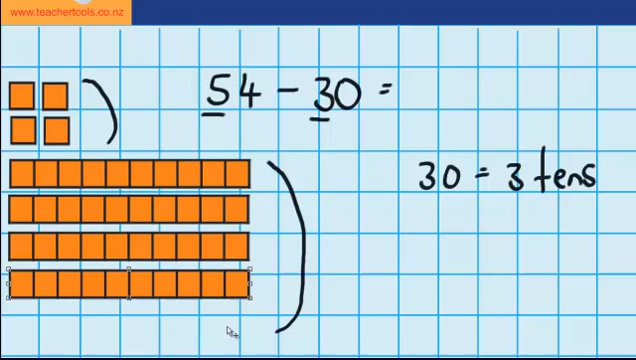 www.teachertools.co.nz
54 - 30 =
30 = 3 tens